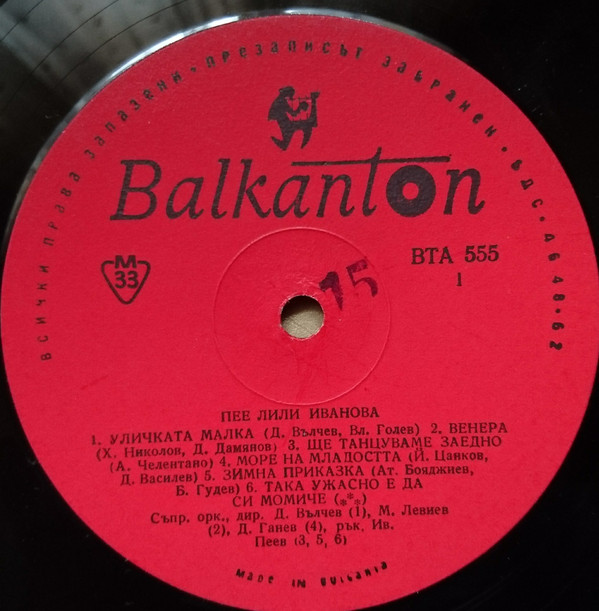 ВСИЧКИ ПРАВА ЗАПАЗЕНИ • ПРЕЗАПИСЪТ ЗАБРАНЕН • БДС • 4648-62
Balkanton
М
33
ВТА 555
1
15
ПЕЕ ЛИЛИ ИВАНОВА
1. УЛИЧКАТА МАЛКА (Д. Вълчев, Вл. Голев) 2. ВЕНЕРА
(Х. Николов, Д. Дамянов) 3. ЩЕ ТАНЦУВАМЕ ЗАЕДНО
(А. Челентано) 4. МОРЕ НА МЛАДОСТТА (Й. Цанков,
Д. Василев) 5. ЗИМНА ПРИКАЗКА (Ат. Бояджиев,
Б. Гудев) 6. ТАКА УЖАСНО Е ДА
СИ МОМИЧЕ (***)
Съпр. орк., дир. Д. Вълчев (1), М. Левиев
(2), Д. Ганев (4), рък. Ив.
Пеев (3, 5, 6)
MADE IN BULGARIA